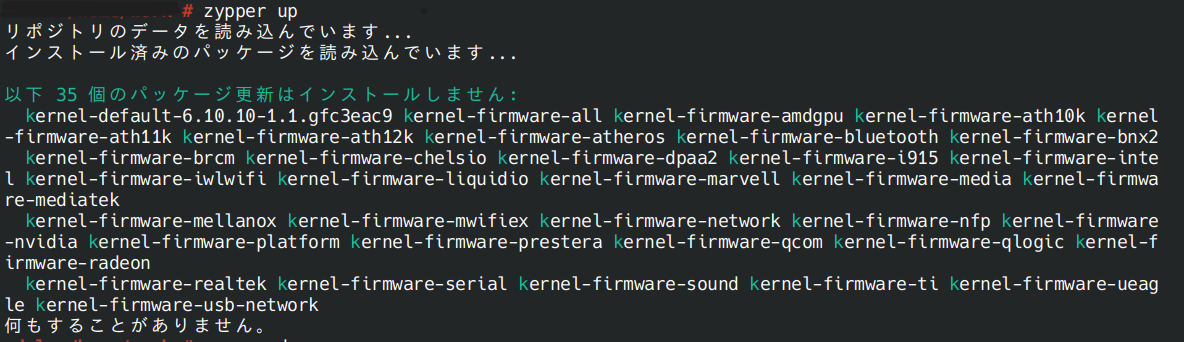 # zypper up
リポジトリのデータを読み込んでいます...
インストール済みのパッケージを読み込んでいます...
以下 35 個のパッケージ更新はインストールしません:
kernel-default-6.10.10-1.1.gfc3eac9 kernel-firmware-all kernel-firmware-amdgpu kernel-firmware-ath10k kernel
-firmware-ath11k kernel-firmware-ath12k kernel-firmware-atheros kernel-firmware-bluetooth kernel-firmware-bnx2
kernel-firmware-brcm kernel-firmware-chelsio kernel-firmware-dpaa2 kernel-firmware-i915 kernel-firmware-inte
l kernel-firmware-iwlwifi kernel-firmware-liquidio kernel-firmware-marvell kernel-firmware-media kernel-firmwa
re-mediatek
kernel-firmware-mellanox kernel-firmware-mwifiex kernel-firmware-network kernel-firmware-nfp kernel-firmware
-nvidia kernel-firmware-platform kernel-firmware-prestera kernel-firmware-qcom kernel-firmware-qlogic kernel-f
irmware-radeon
kernel-firmware-realtek kernel-firmware-serial kernel-firmware-sound kernel-firmware-ti kernel-firmware-ueag
le kernel-firmware-usb-network
何もすることがありません。